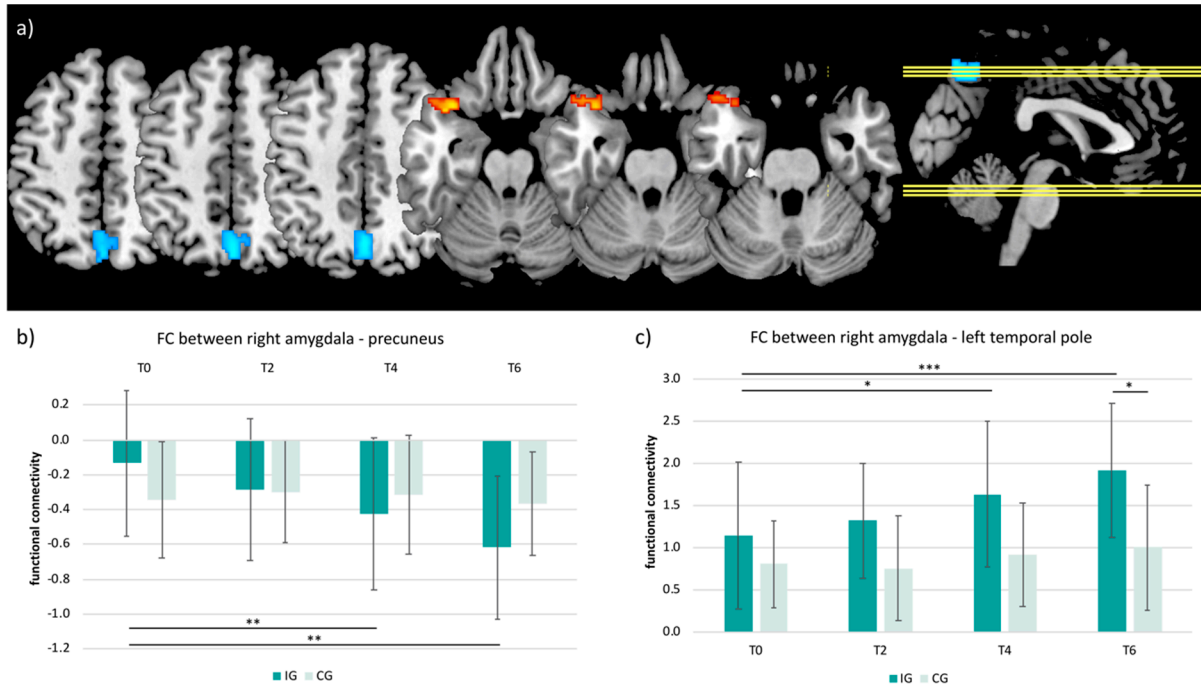 a)
b)
FC between right amygdala - precuneus
T0 T2 T4 T6
functional connectivity
0.2
0.0
-0.2
-0.4
-0.6
-0.8
-1.0
-1.2
**
**
IG CG
c)
FC between right amygdala - left temporal pole
functional connectivity
3.0
2.5
2.0
1.5
1.0
0.5
0.0
***
*
*
T0 T2 T4 T6
IG CG